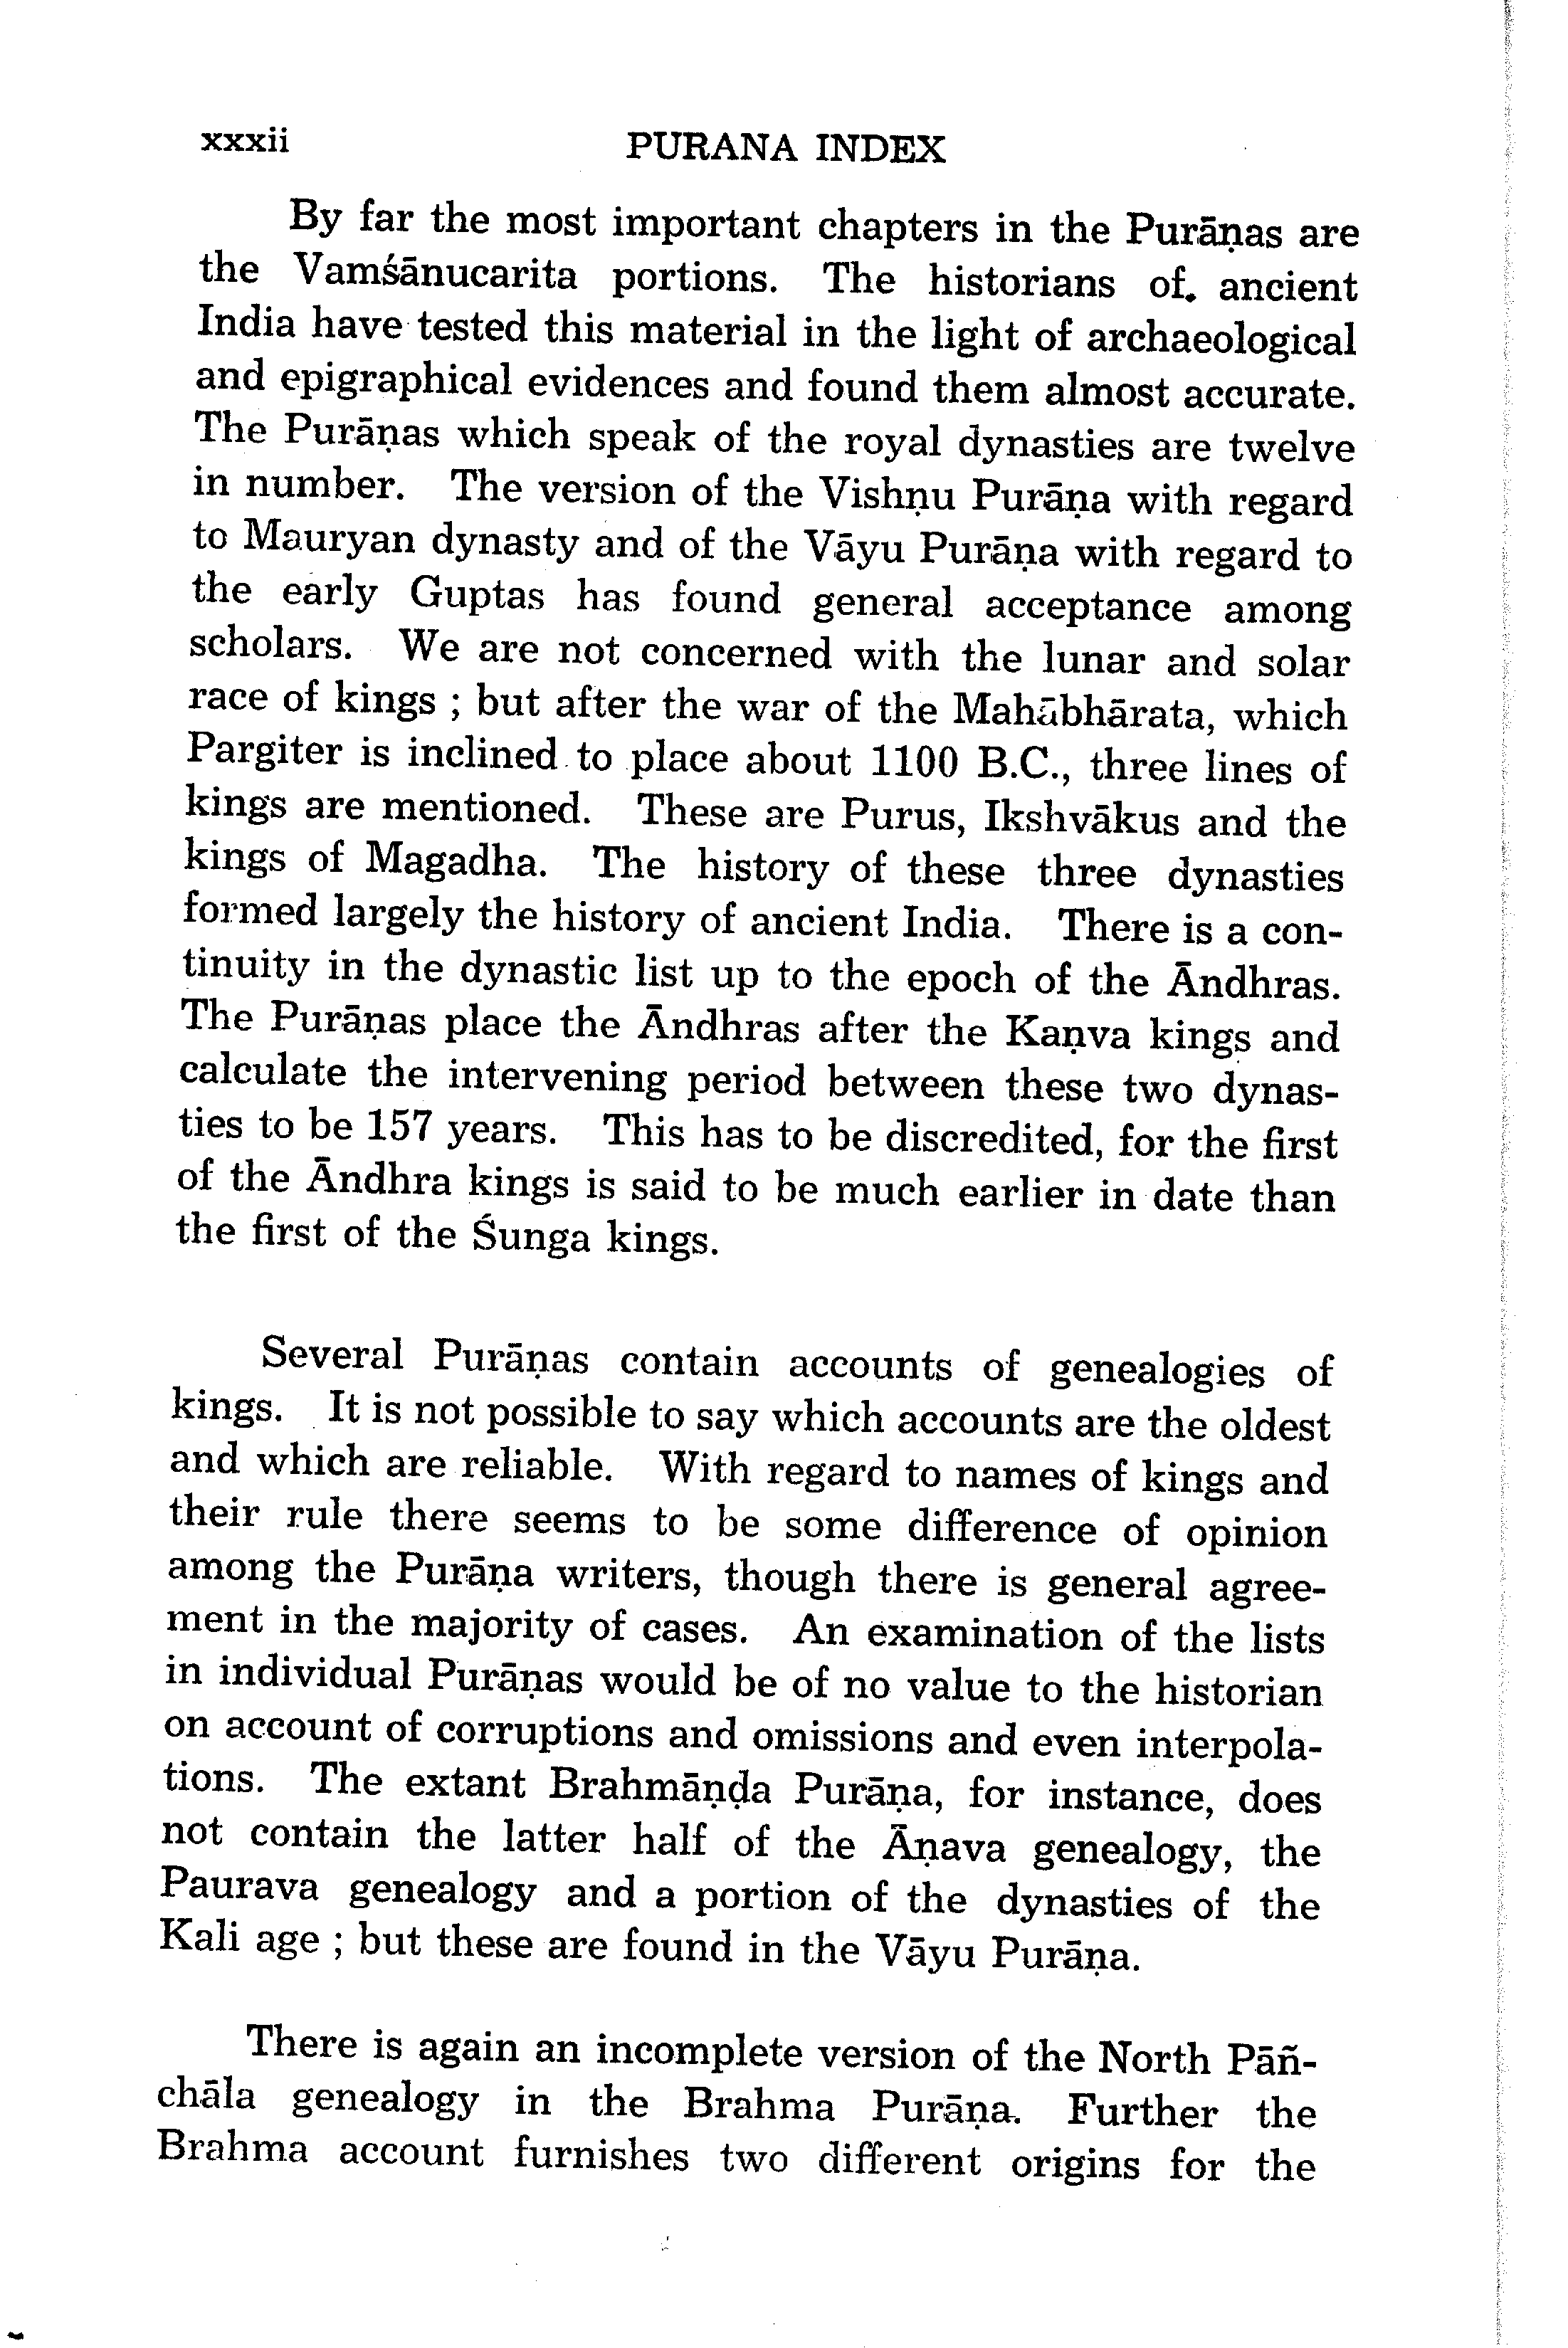 xxxii
PURANA INDEX
By far the most important chapters in the Purāṇas are
the Vamśānucarita portions. The historians of. ancient
India have tested this material in the light of archaeological
and epigraphical evidences and found them almost accurate.
The Purāṇas which speak of the royal dynasties are twelve
in number. The version of the Vishṇu Purāṇa with regard
to Mauryan dynasty and of the Vāyu Purāṇa with regard to
the early Guptas has found general acceptance among
scholars. We are not concerned with the lunar and solar
race of kings ; but after the war of the Mahābhārata, which
Pargiter is inclined to place about 1100 B.C., three lines of
kings are mentioned. These are Purus, Ikshvākus and the
kings of Magadha. The history of these three dynasties
formed largely the history of ancient India. There is a con-
tinuity in the dynastic list up to the epoch of the Āndhras.
The Purāṇas place the Āndhras after the Kaṇva kings and
calculate the intervening period between these two dynas-
ties to be 157 years. This has to be discredited, for the first
of the Āndhra kings is said to be much earlier in date than
the first of the Śunga kings.
Several Purāṇas contain accounts of genealogies of
kings. It is not possible to say which accounts are the oldest
and which are reliable. With regard to names of kings and
their rule there seems to be some difference of opinion
among the Purāṇa writers, though there is general agree-
ment in the majority of cases. An examination of the lists
in individual Purāṇas would be of no value to the historian
on account of corruptions and omissions and even interpola-
tions. The extant Brahmāṇḍa Purāṇa, for instance, does
not contain the latter half of the Āṇava genealogy, the
Paurava genealogy and a portion of the dynasties of the
Kali age ; but these are found in the Vāyu Purāṇa.
There is again an incomplete version of the North Pāñ-
chāla genealogy in the Brahma Purāṇa. Further the
Brahma account furnishes two different origins for the